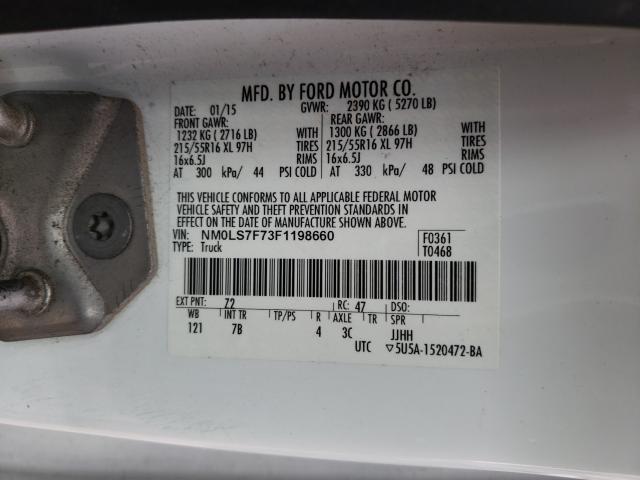 MFD. BY FORD MOTOR CO.
DATE: 01/15 GVWR: 2390 KG ( 5270 LB)
FRONT GAWR: REAR GAWR:
1232 KG ( 2716 LB) WITH 1300 KG ( 2866 LB) WITH
215/55R16 XL 97H TIRES 215/55R16 XL 97H TIRES
16x6.5J RIMS 16x6.5J RIMS
AT 300 kPa/ 44 PSI COLD AT 330 kPa/ 48 PSI COLD
THIS VEHICLE CONFORMS TO ALL APPLICABLE FEDERAL MOTOR
VEHICLE SAFETY AND THEFT PREVENTION STANDARDS IN
EFFECT ON THE DATE OF MANUFACTURE SHOWN ABOVE.
VIN: NM0LS7F73F1198660 F0361
TYPE: Truck T0468
EXT PNT: 72 RC: 47 DSO:
WB INT TR TP/PS R AXLE TR SPR
121 7B 4 3C JJHH
UTC ▽5U5A-1520472-BA